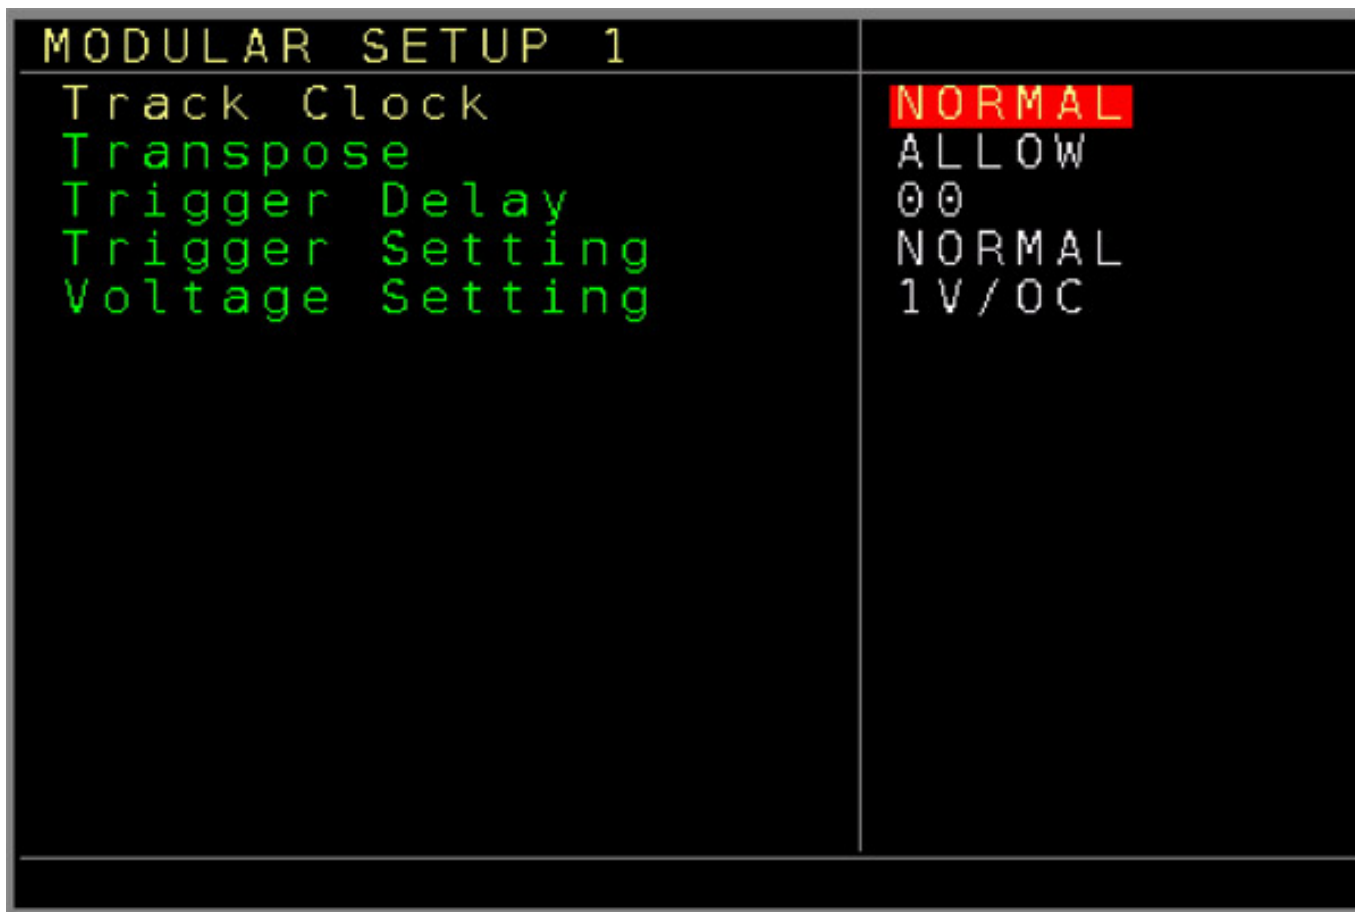 MODULAR SETUP 1
Track Clock NORMAL
Transpose ALLOW
Trigger Delay 00
Trigger Setting NORMAL
Voltage Setting 1V/OC